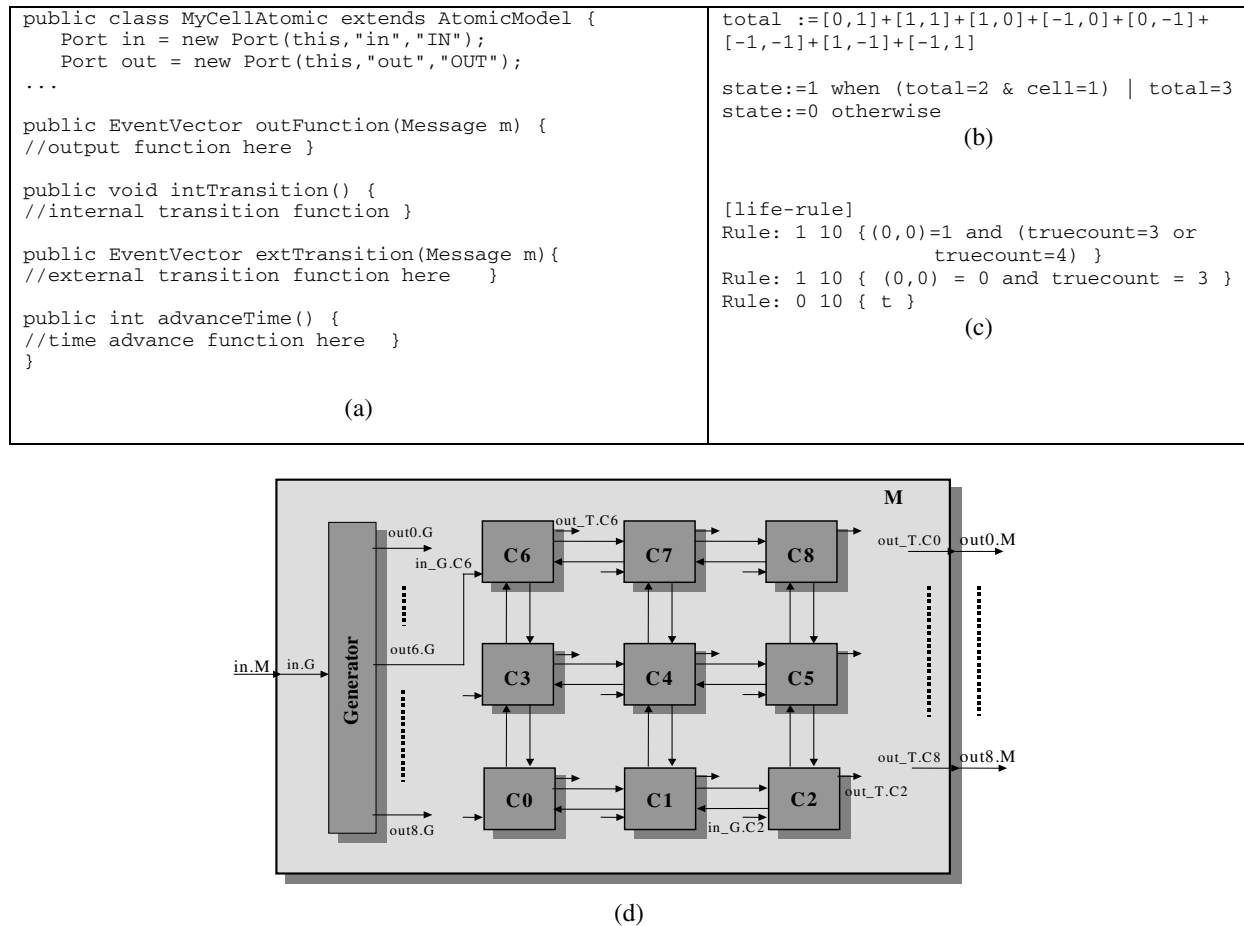 public class MyCellAtomic extends AtomicModel {
Port in = new Port(this,"in","IN");
Port out = new Port(this,"out","OUT");
...
public EventVector outFunction(Message m) {
//output function here }
public void intTransition() {
//internal transition function }
public EventVector extTransition(Message m){
//external transition function here }
public int advanceTime() {
//time advance function here }
}
(a)
total :=[0,1]+[1,1]+[1,0]+[-1,0]+[0,-1]+
[-1,-1]+[1,-1]+[-1,1]
state:=1 when (total=2 & cell=1) | total=3
state:=0 otherwise
(b)
[life-rule]
Rule: 1 10 {(0,0)=1 and (truecount=3 or
truecount=4) }
Rule: 1 10 { (0,0) = 0 and truecount = 3 }
Rule: 0 10 { t }
(c)
M
out_T.C6
out0.G
C6
C7
C8
out_T.C0
out0.M
in_G.C6
Generator
out6.G
in.M
in.G
C3
C4
C5
out_T.C8
out8.M
C0
C1
C2
out_T.C2
out8.G
in_G.C2
(d)